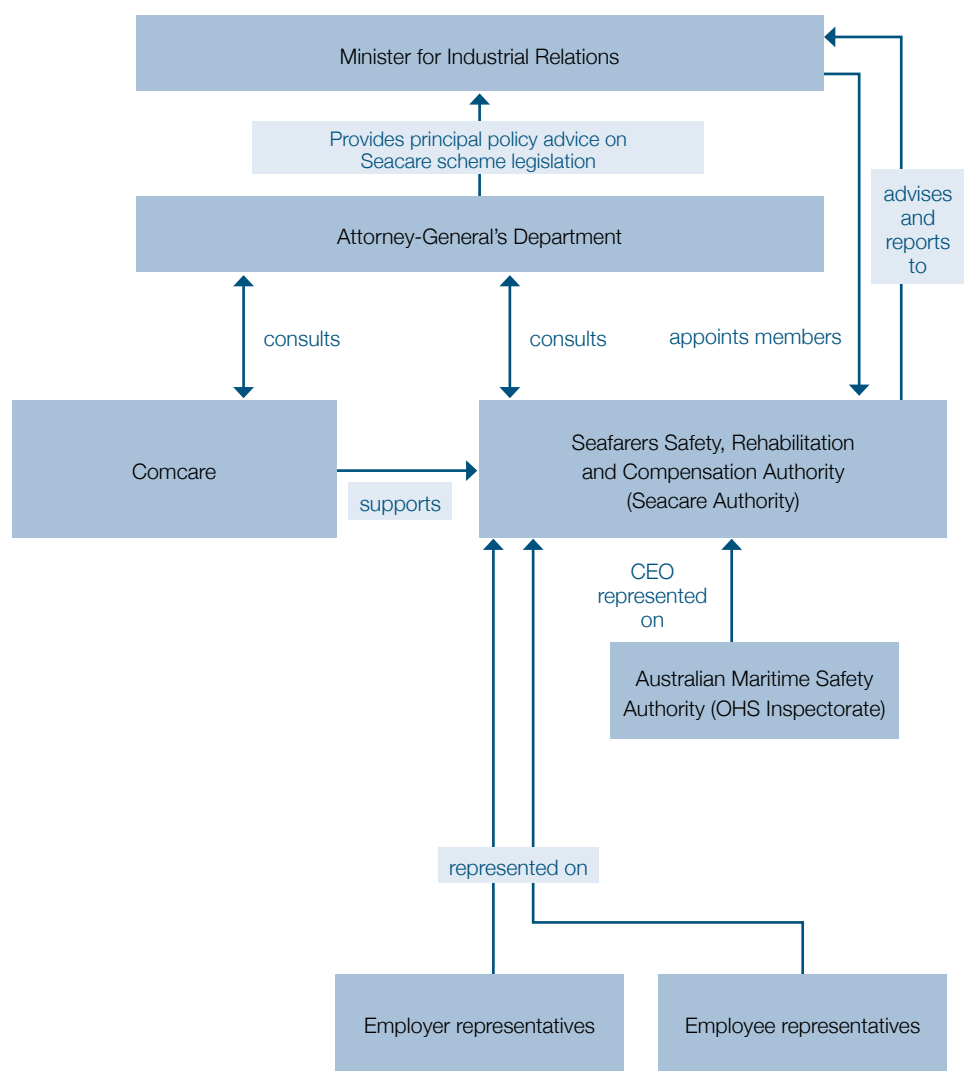 Minister for Industrial Relations
Provides principal policy advice on
Seacare scheme legislation
advises
and
reports
to
Attorney-General’s Department
consults
consults
appoints members
Comcare
supports
Seafarers Safety, Rehabilitation
and Compensation Authority
(Seacare Authority)
CEO
represented
on
Australian Maritime Safety
Authority (OHS Inspectorate)
represented on
Employer representatives
Employee representatives